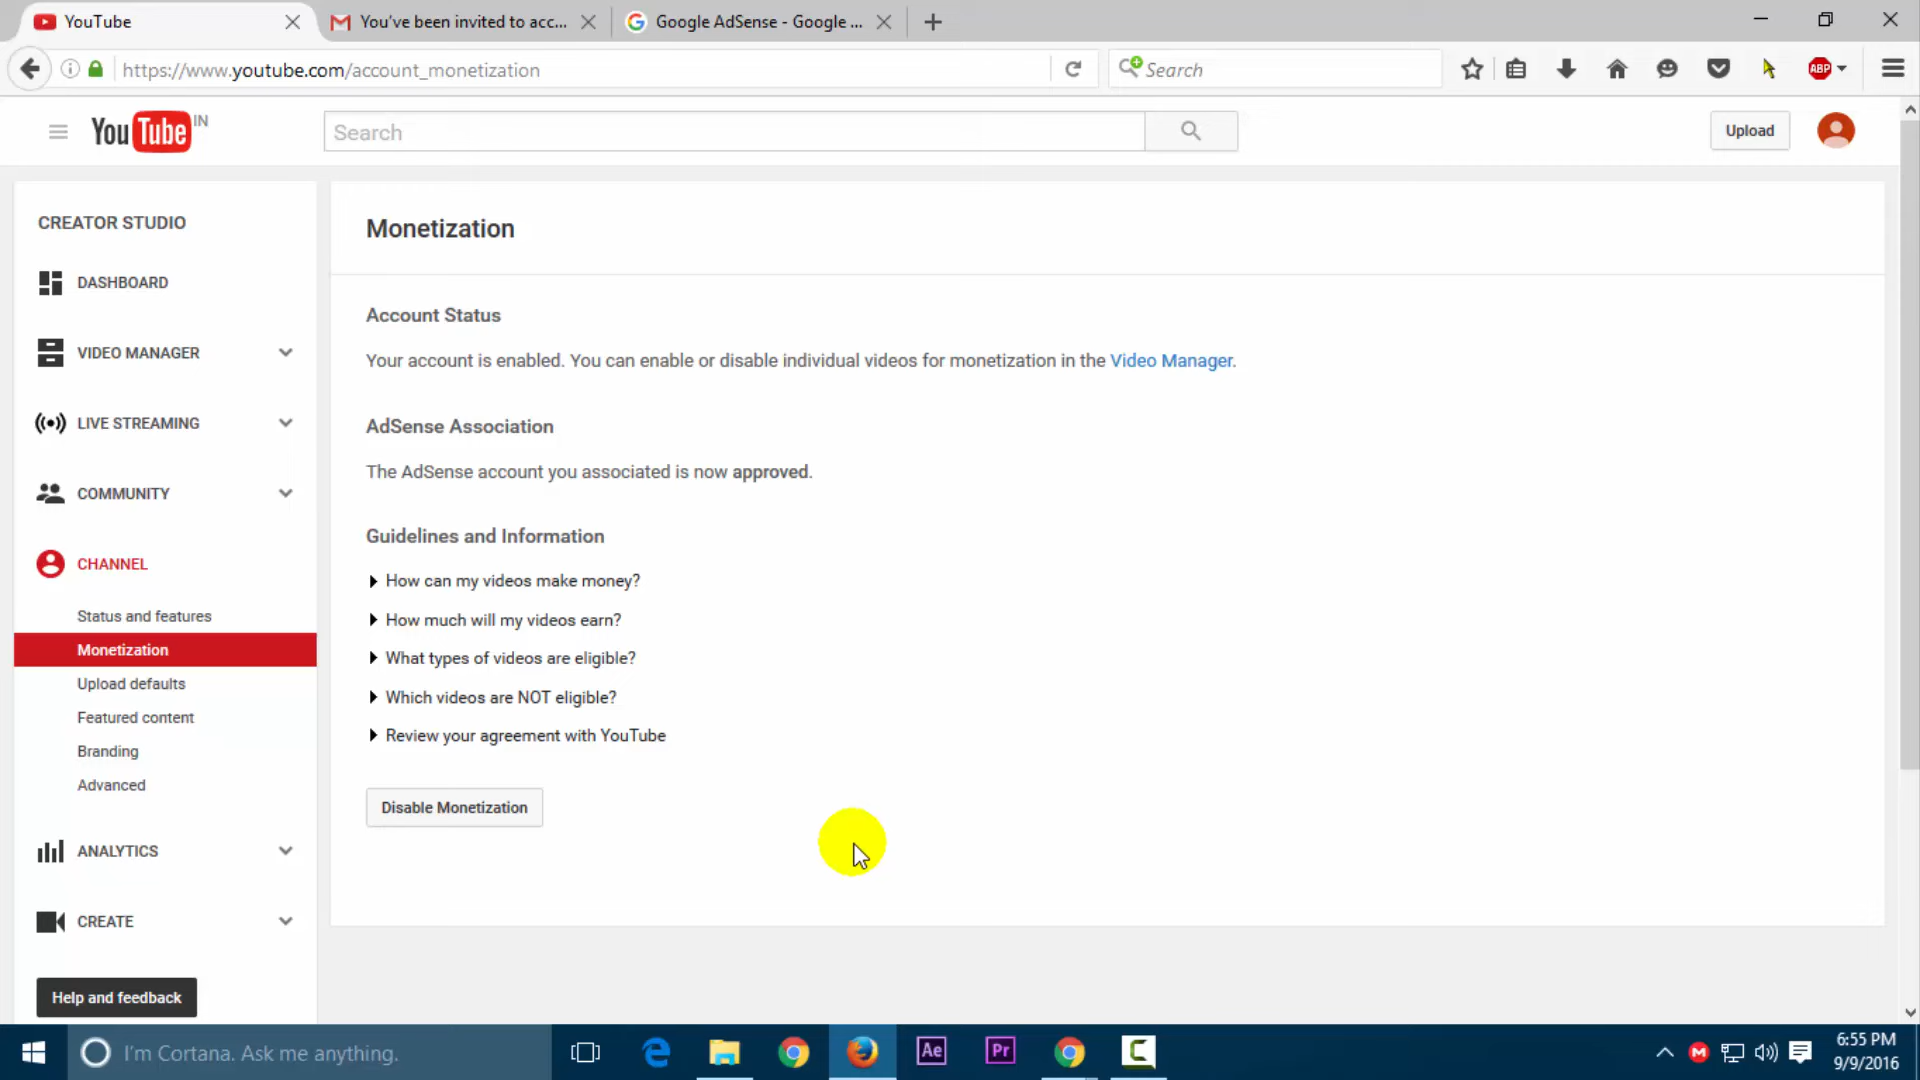 YouTube
You've been invited to acc...
Google AdSense - Google ...
https://www.youtube.com/account_monetization
Search
ABP
YouTube IN
Search
Upload
CREATOR STUDIO
DASHBOARD
VIDEO MANAGER
LIVE STREAMING
COMMUNITY
CHANNEL
Status and features
Monetization
Upload defaults
Featured content
Branding
Advanced
ANALYTICS
CREATE
Help and feedback
Monetization
Account Status
Your account is enabled. You can enable or disable individual videos for monetization in the Video Manager.
AdSense Association
The AdSense account you associated is now approved.
Guidelines and Information
How can my videos make money?
How much will my videos earn?
What types of videos are eligible?
Which videos are NOT eligible?
Review your agreement with YouTube
Disable Monetization
I'm Cortana. Ask me anything.
Ae
Pr
6:55 PM
9/9/2016